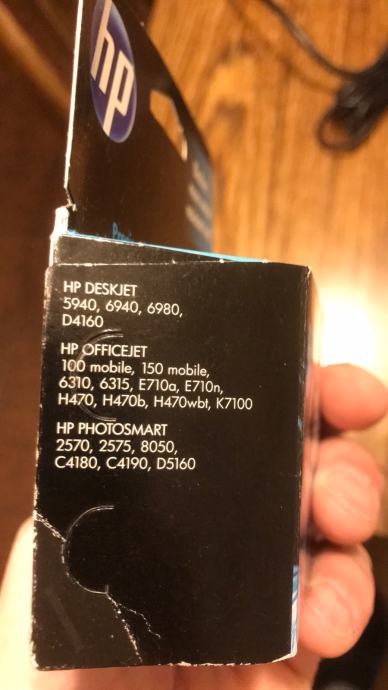 hp
HP DESKJET
5940, 6940, 6980,
D4160
HP OFFICEJET
100 mobile, 150 mobile,
6310, 6315, E710a, E710n,
H470, H470b, H470wbt, K7100
HP PHOTOSMART
2570, 2575, 8050,
C4180, C4190, D5160